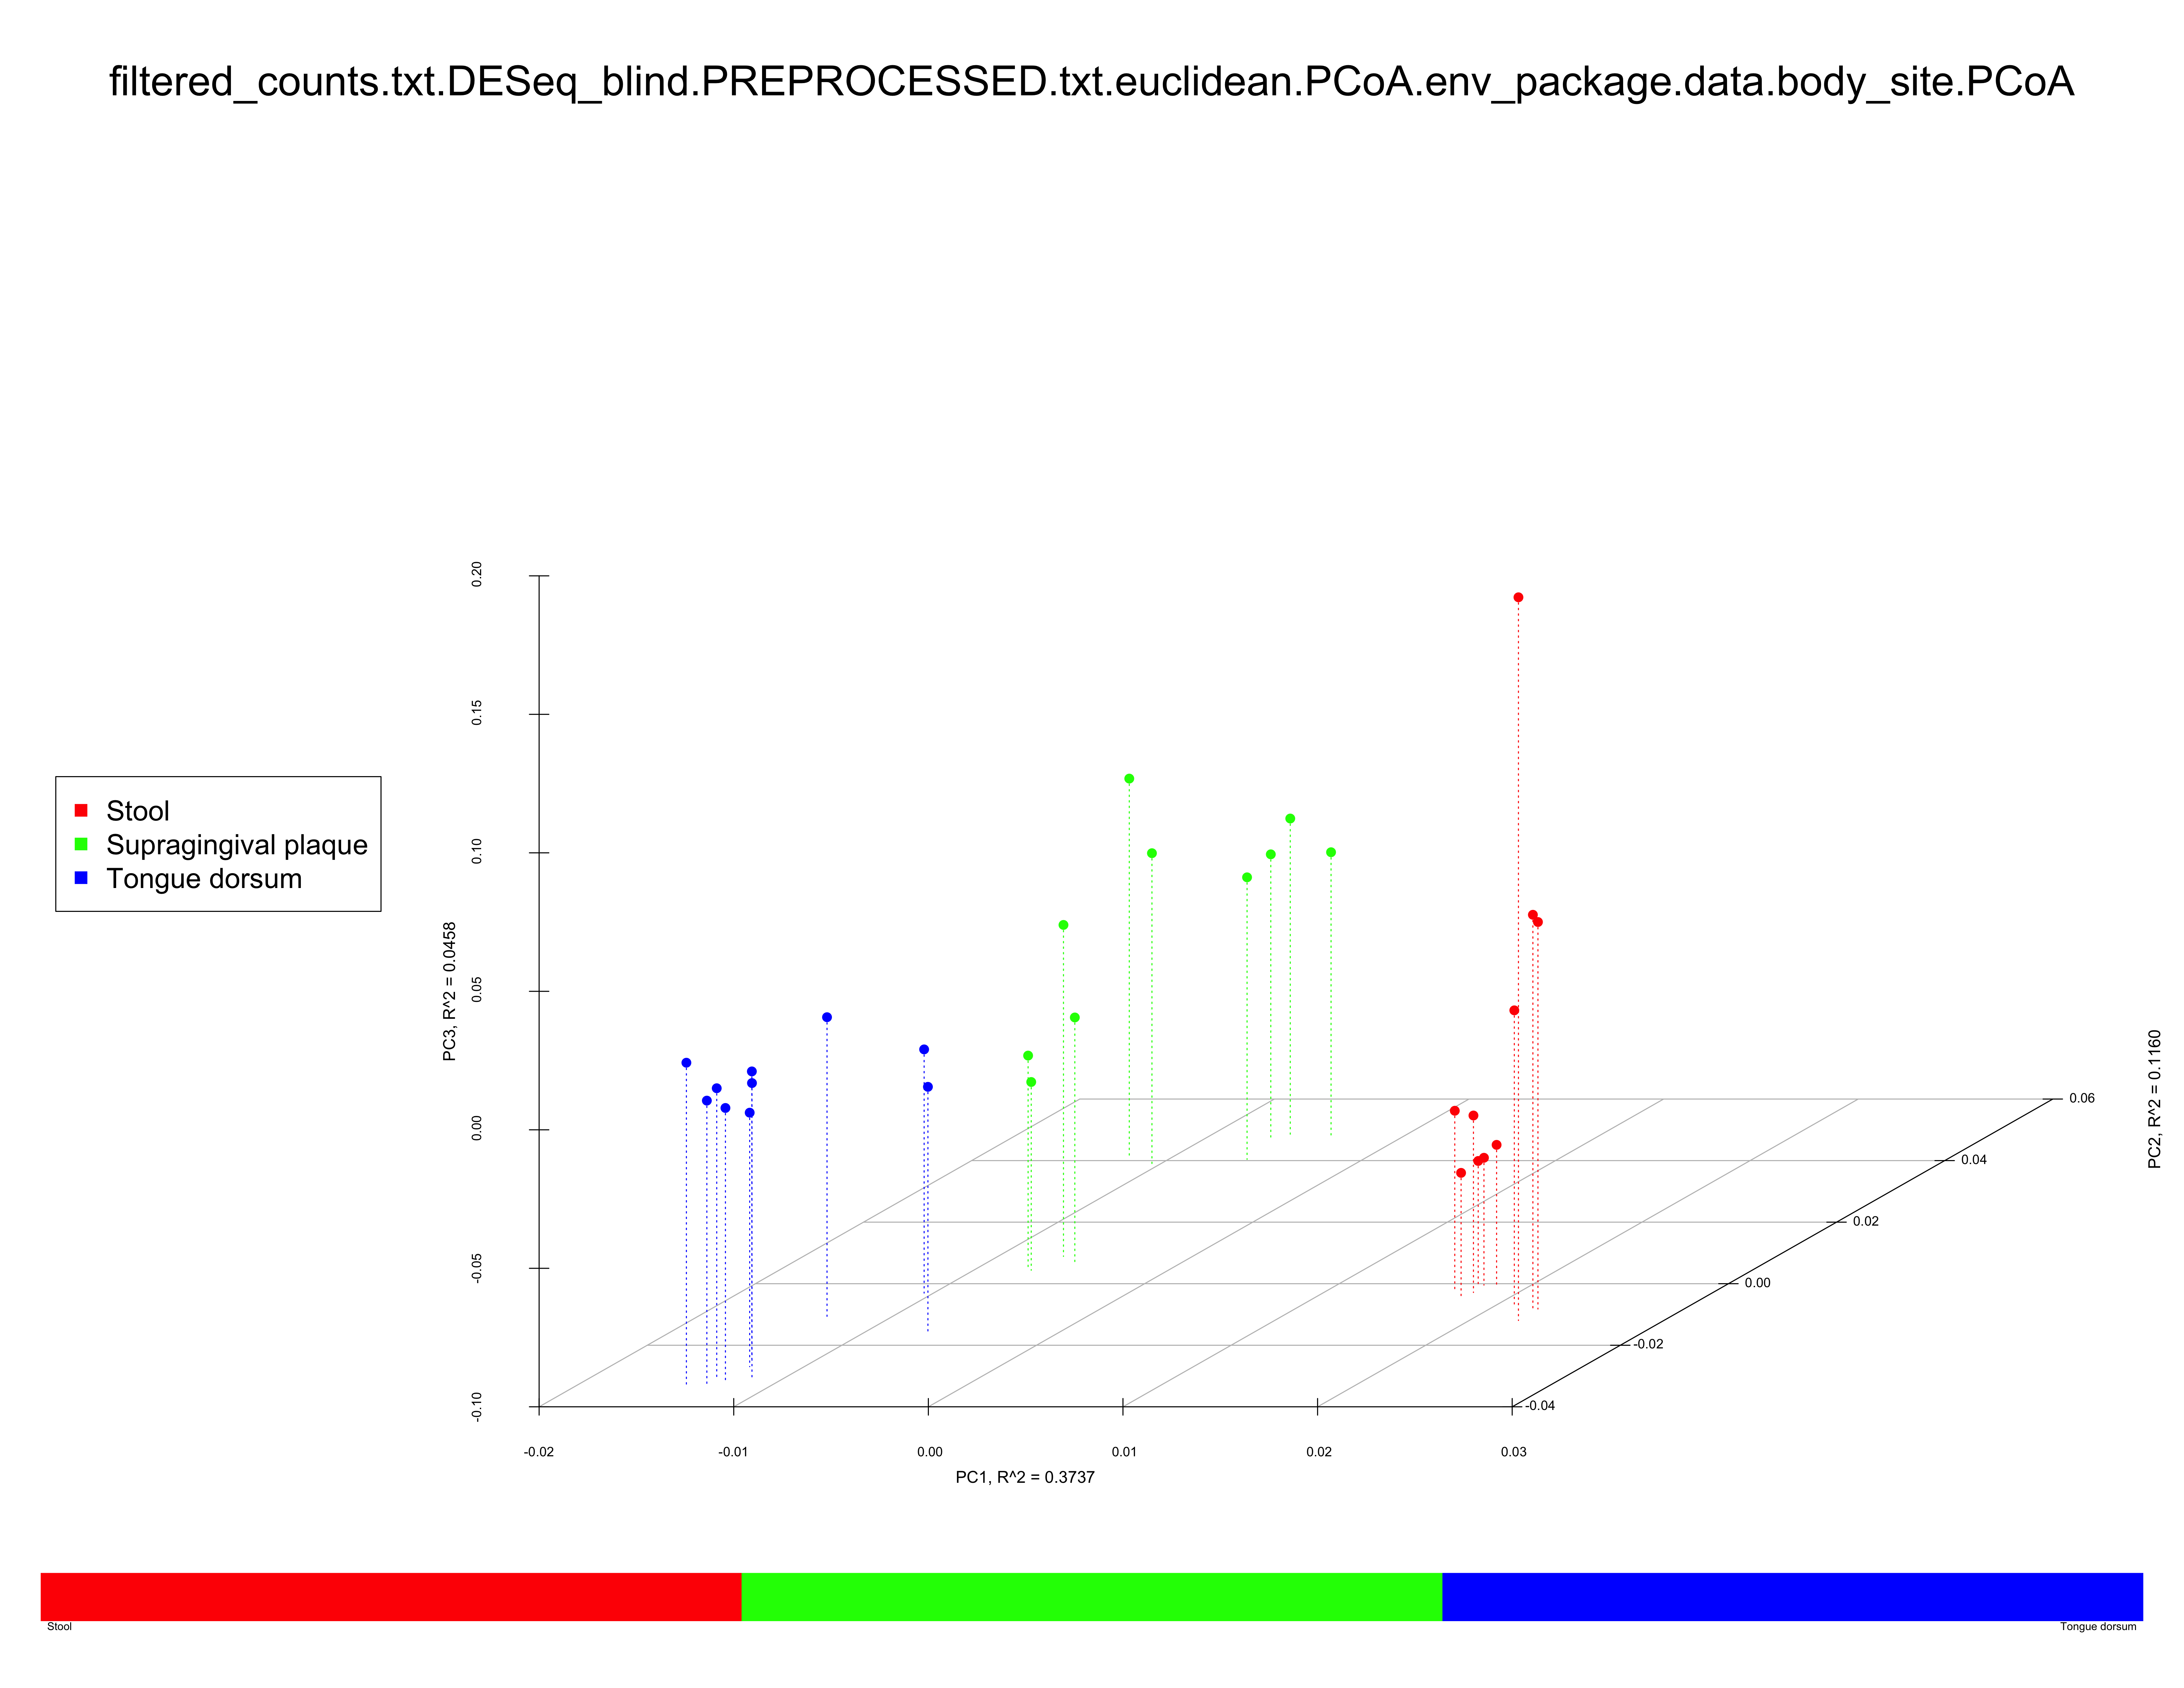 filtered_counts.txt.DESeq_blind.PREPROCESSED.txt.euclidean.PCoA.env_package.data.body_site.PCoA
Stool
Supragingival plaque
Tongue dorsum
PC3, R^2 = 0.0458
0.20
0.15
0.10
0.05
0.00
-0.05
-0.10
-0.02
-0.01
0.00
0.01
0.02
0.03
PC1, R^2 = 0.3737
0.06
0.04
0.02
0.00
-0.02
-0.04
PC2, R^2 = 0.1160
Stool
Tongue dorsum